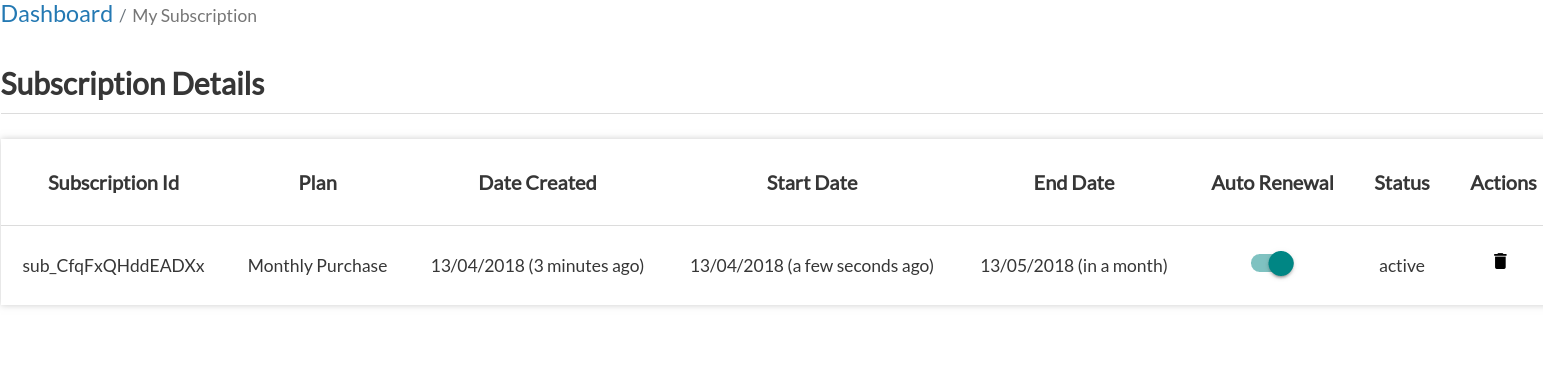 Dashboard / My Subscription
Subscription Details
Subscription Id Plan Date Created Start Date End Date Auto Renewal Status Actions
sub_CfqFxQHddEADXx Monthly Purchase 13/04/2018 (3 minutes ago) 13/04/2018 (a few seconds ago) 13/05/2018 (in a month) active